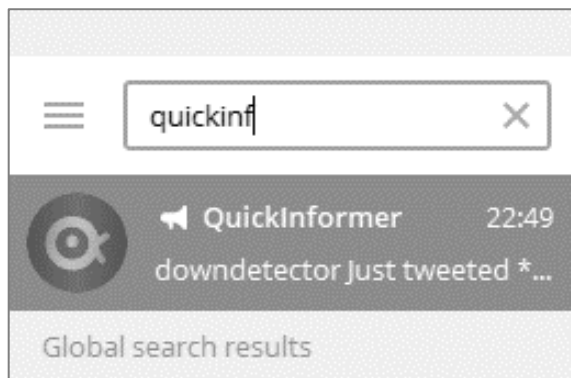 quickinf
QuickInformer 22:49
downdetector Just tweeted *...
Global search results